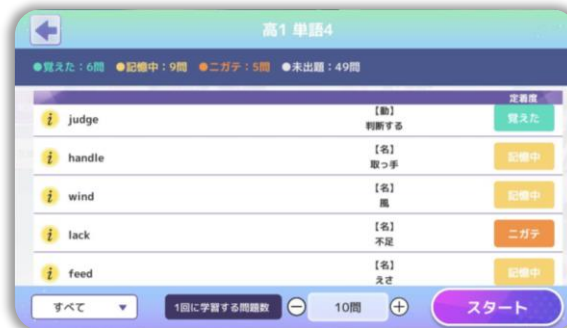 高1 単語4
●覚えた：6問 ●記憶中：9問 ●ニガテ：5問 ●未出題：49問
定着度
i judge 【動】 判断する 覚えた
i handle 【名】 取っ手 記憶中
i wind 【名】 風 記憶中
i lack 【名】 不足 ニガテ
i feed 【名】 えさ 記憶中
すべて ▼ 1回に学習する問題数 − 10問 + スタート